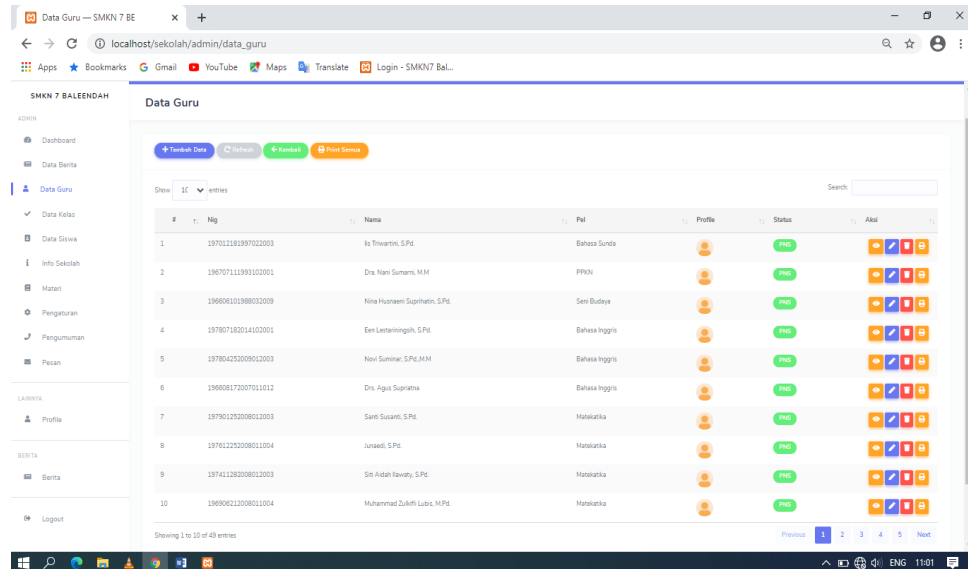 Data Guru — SMKN 7 BE
localhost/sekolah/admin/data_guru
Apps Bookmarks Gmail YouTube Maps Translate Login - SMKN7 Bal...
SMKN 7 BALEENDAH
ADMIN
Dashboard
Data Berita
Data Guru
Data Kelas
Data Siswa
Info Sekolah
Materi
Pengaturan
Pengumuman
Pesan
LAINNYA
Profile
BERITA
Berita
Logout
Data Guru
Tambah Data Refresh Kembali Print Semua
Show 10 entries Search:
# Nig Nama Pel Profile Status Aksi
1 197012181997022003 Iis Triwartini, S.Pd. Bahasa Sunda PNS
2 196707111993102001 Dra. Nani Sumarni, M.M PPKN PNS
3 196606101988032009 Nina Husnaeni Suprihatin, S.Pd. Seni Budaya PNS
4 197807182014102001 Een Lestariningsih, S.Pd. Bahasa Inggris PNS
5 197804252009012003 Novi Suminar, S.Pd.,M.M Bahasa Inggris PNS
6 196608172007011012 Drs. Agus Supriatna Bahasa Inggris PNS
7 197901252008012003 Santi Susanti, S.Pd. Matekatika PNS
8 197612252008011004 Junaedi, S.Pd. Matekatika PNS
9 197411282008012003 Siti Aidah Ilawaty, S.Pd. Matekatika PNS
10 196906212008011004 Muhammad Zulkifli Lubis, M.Pd. Matekatika PNS
Showing 1 to 10 of 49 entries Previous 1 2 3 4 5 Next
ENG 11:01